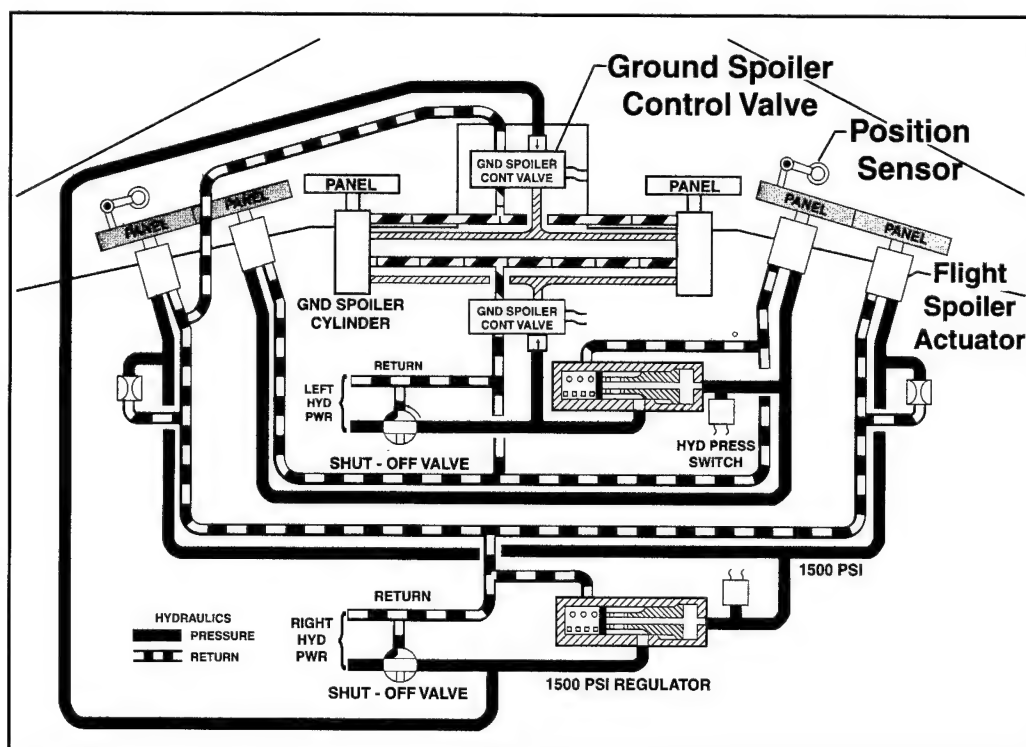 Ground Spoiler
Control Valve
Position
Sensor
GND SPOILER
CONT VALVE
PANEL
PANEL
PANEL
PANEL
PANEL
PANEL
GND SPOILER
CYLINDER
GND SPOILER
CONT VALVE
Flight
Spoiler
Actuator
RETURN
LEFT
HYD
PWR
SHUT - OFF VALVE
HYD PRESS
SWITCH
1500 PSI
RETURN
HYDRAULICS
PRESSURE
RETURN
RIGHT
HYD
PWR
SHUT - OFF VALVE
1500 PSI REGULATOR